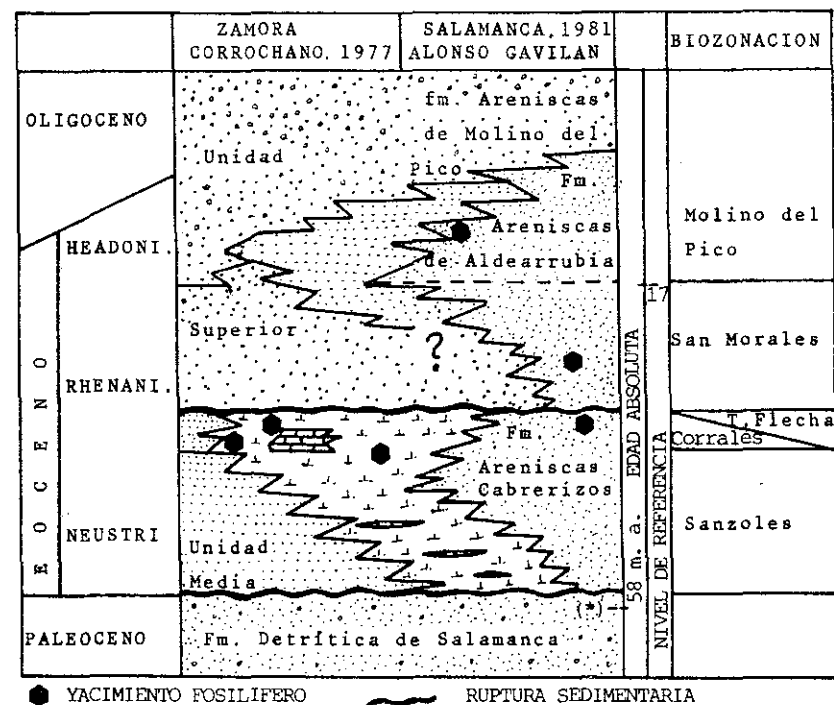 ZAMORA
CORROCHANO, 1977
SALAMANCA, 1981
ALONSO GAVILAN
BIOZONACION
OLIGOCENO
fm. Areniscas
de Molino del
Pico
Unidad
Fm.
Areniscas
de Aldearrubia
Molino del
Pico
HEADONI.
17
Superior
?
San Morales
RHENANI.
EOCENO
T. Flecha
Corrales
Fm.
Areniscas
Cabrerizos
Sanzoles
NEUSTRI
Unidad
Media
(*)
58 m. a. EDAD ABSOLUTA
NIVEL DE REFERENCIA
PALEOCENO
Fm. Detrítica de Salamanca
YACIMIENTO FOSILIFERO
RUPTURA SEDIMENTARIA